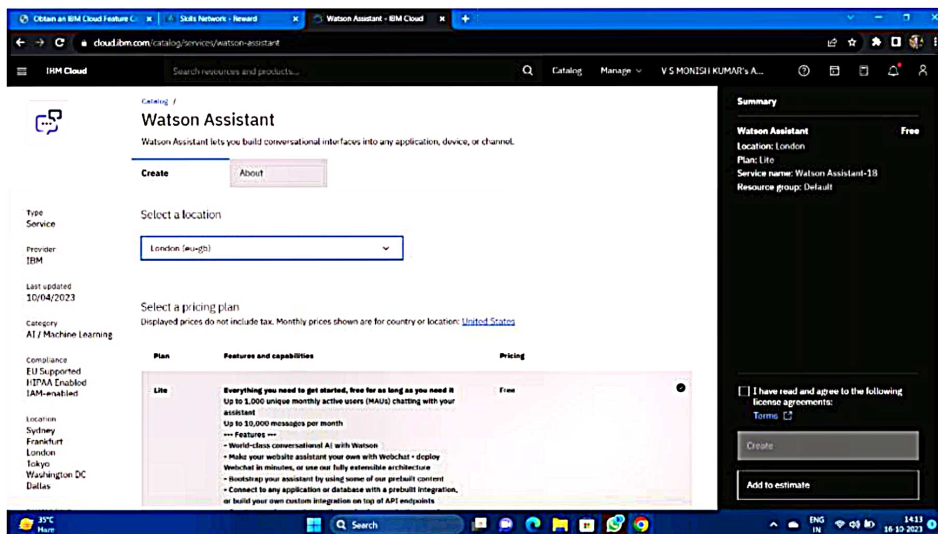 Obtain an IBM Cloud Feature Co
Skills Network - Reward
Watson Assistant - IBM Cloud
cloud.ibm.com/catalog/services/watson-assistant
IBM Cloud
Search resources and products...
Catalog
Manage
V S MONISH KUMAR's A...
Catalog /
Watson Assistant
Watson Assistant lets you build conversational interfaces into any application, device, or channel.
Create
About
Type
Service
Provider
IBM
Last updated
10/04/2023
Category
AI / Machine Learning
Compliance
EU Supported
HIPAA Enabled
IAM-enabled
Location
Sydney
Frankfurt
London
Tokyo
Washington DC
Dallas
Select a location
London (eu-gb)
Select a pricing plan
Displayed prices do not include tax. Monthly prices shown are for country or location: United States
Plan
Features and capabilities
Pricing
Lite
Everything you need to get started, free for as long as you need it
Free
Up to 1,000 unique monthly active users (MAUs) chatting with your
assistant
Up to 10,000 messages per month
--- Features ---
- World-class conversational AI with Watson
- Make your website assistant your own with Webchat - deploy
Webchat in minutes, or use our fully extensible architecture
- Bootstrap your assistant by using some of our prebuilt content
- Connect to any application or database with a prebuilt integration,
or build your own custom integration on top of API endpoints
Summary
Watson Assistant
Free
Location: London
Plan: Lite
Service name: Watson Assistant-18
Resource group: Default
I have read and agree to the following
license agreements:
Terms
Create
Add to estimate
35°C
Haze
Search
ENG
IN
14:13
16-10-2023